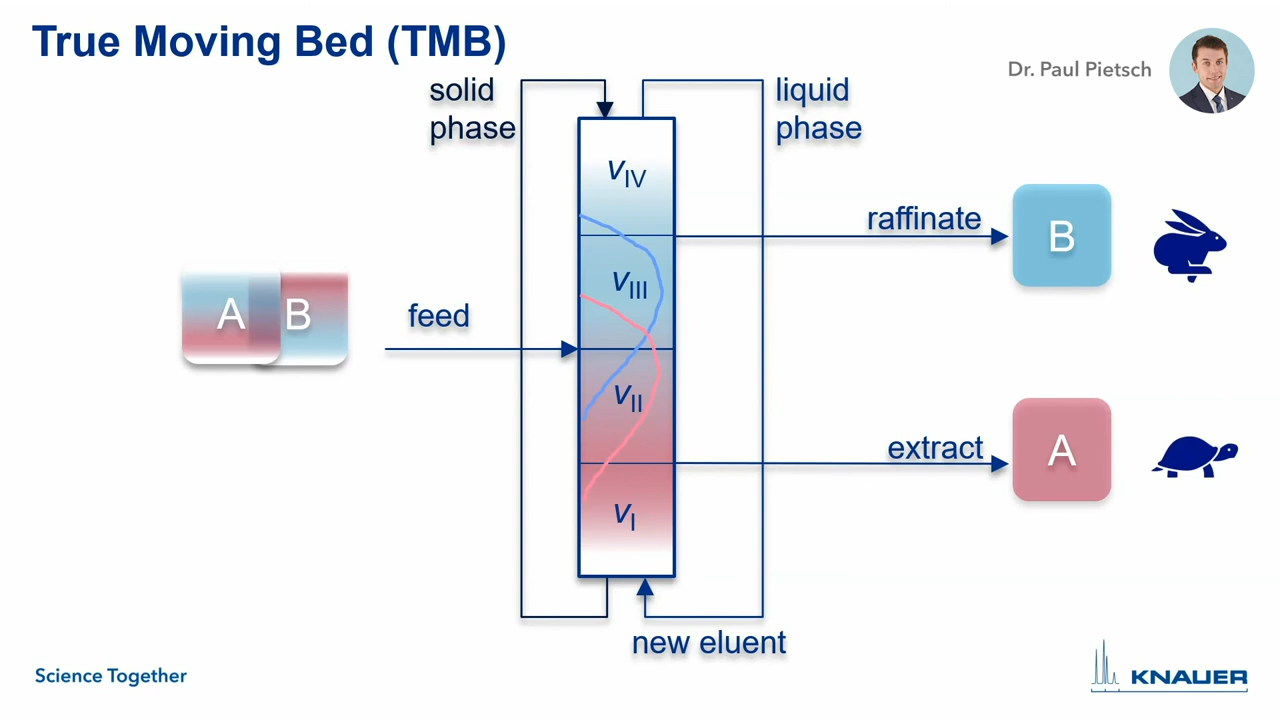 True Moving Bed (TMB)
Dr. Paul Pietsch
solid
phase
liquid
phase
vIV
raffinate
B
vIII
A B
feed
vII
extract
A
vI
new eluent
Science Together
KNAUER